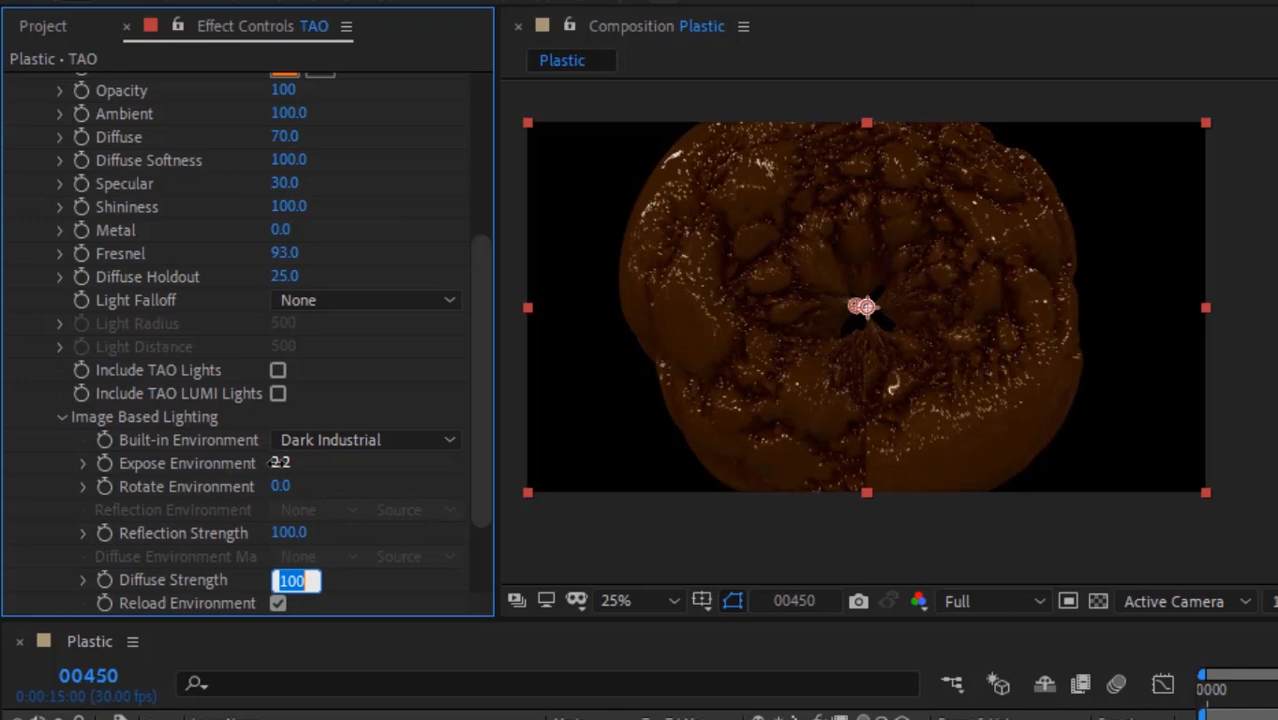 Project × Effect Controls TAO Composition Plastic
Plastic • TAO
Plastic
Opacity 100
Ambient 100.0
Diffuse 70.0
Diffuse Softness 100.0
Specular 30.0
Shininess 100.0
Metal 0.0
Fresnel 93.0
Diffuse Holdout 25.0
Light Falloff None
Light Radius 500
Light Distance 500
Include TAO Lights
Include TAO LUMI Lights
Image Based Lighting
Built-in Environment Dark Industrial
Expose Environment 2.2
Rotate Environment 0.0
Reflection Environment None Source
Reflection Strength 100.0
Diffuse Environment Ma None Source
Diffuse Strength 100
Reload Environment
25% 00450 Full Active Camera
× Plastic
00450
0:00:15:00 (30.00 fps)
0000